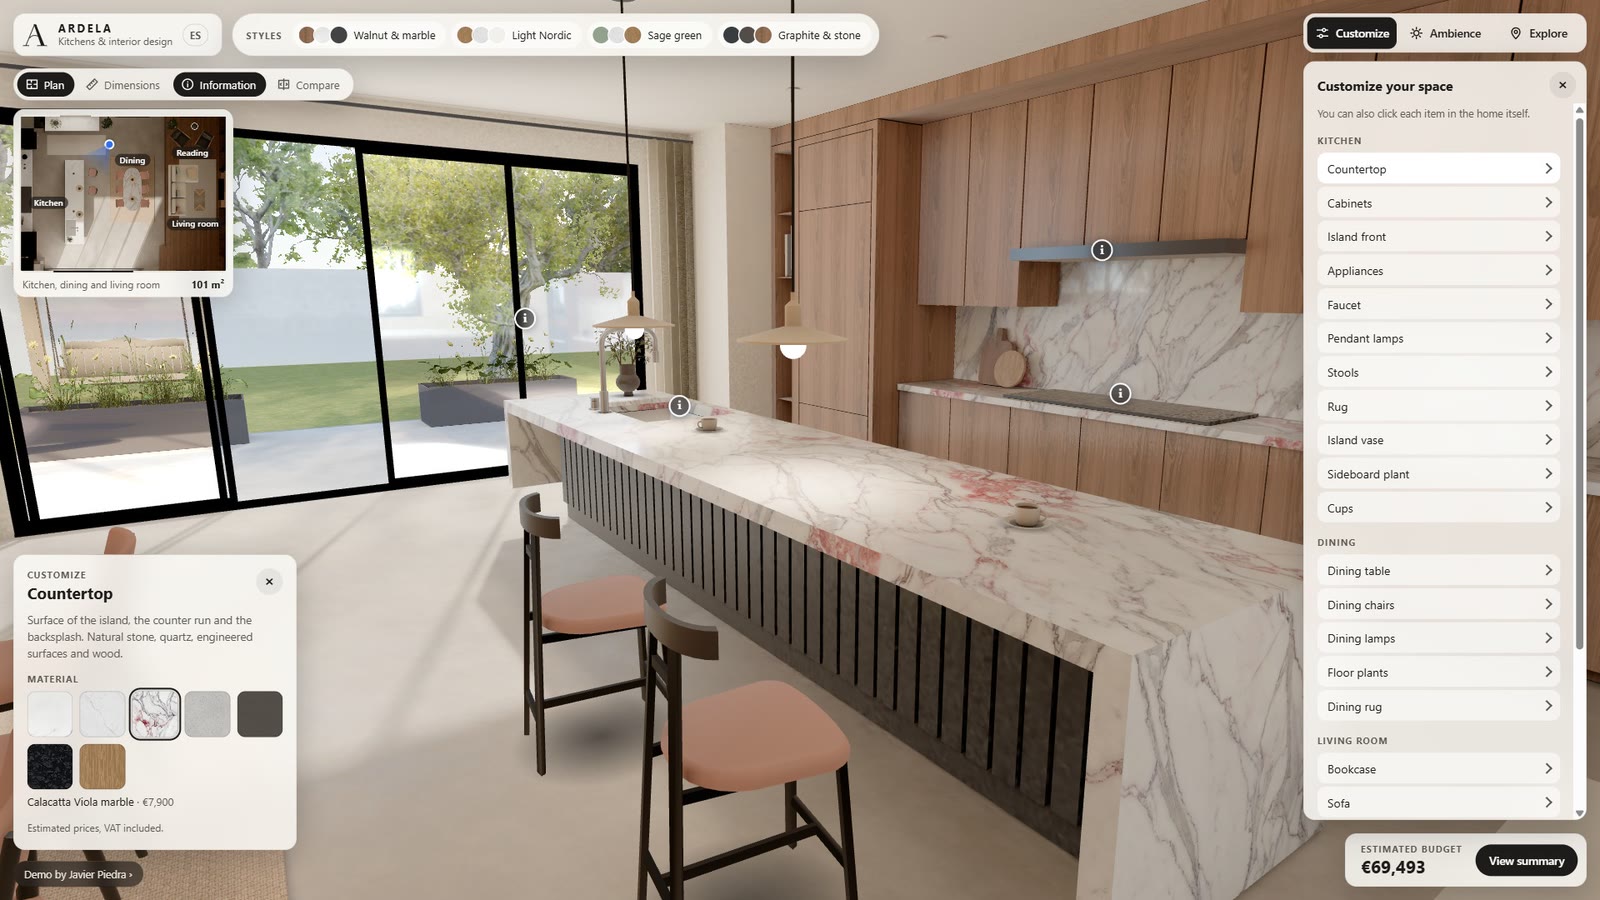 A
ARDELA
Kitchens & interior design
ES
STYLES
Walnut & marble
Light Nordic
Sage green
Graphite & stone
Customize
Ambience
Explore
Plan
Dimensions
Information
Compare
Dining
Reading
Kitchen
Living room
Kitchen, dining and living room
101 m²
Customize your space
You can also click each item in the home itself.
KITCHEN
Countertop
Cabinets
Island front
Appliances
Faucet
Pendant lamps
Stools
Rug
Island vase
Sideboard plant
Cups
DINING
Dining table
Dining chairs
Dining lamps
Floor plants
Dining rug
LIVING ROOM
Bookcase
Sofa
CUSTOMIZE
Countertop
Surface of the island, the counter run and the
backsplash. Natural stone, quartz, engineered
surfaces and wood.
MATERIAL
Calacatta Viola marble · €7,900
Estimated prices, VAT included.
Demo by Javier Piedra ›
ESTIMATED BUDGET
€69,493
View summary